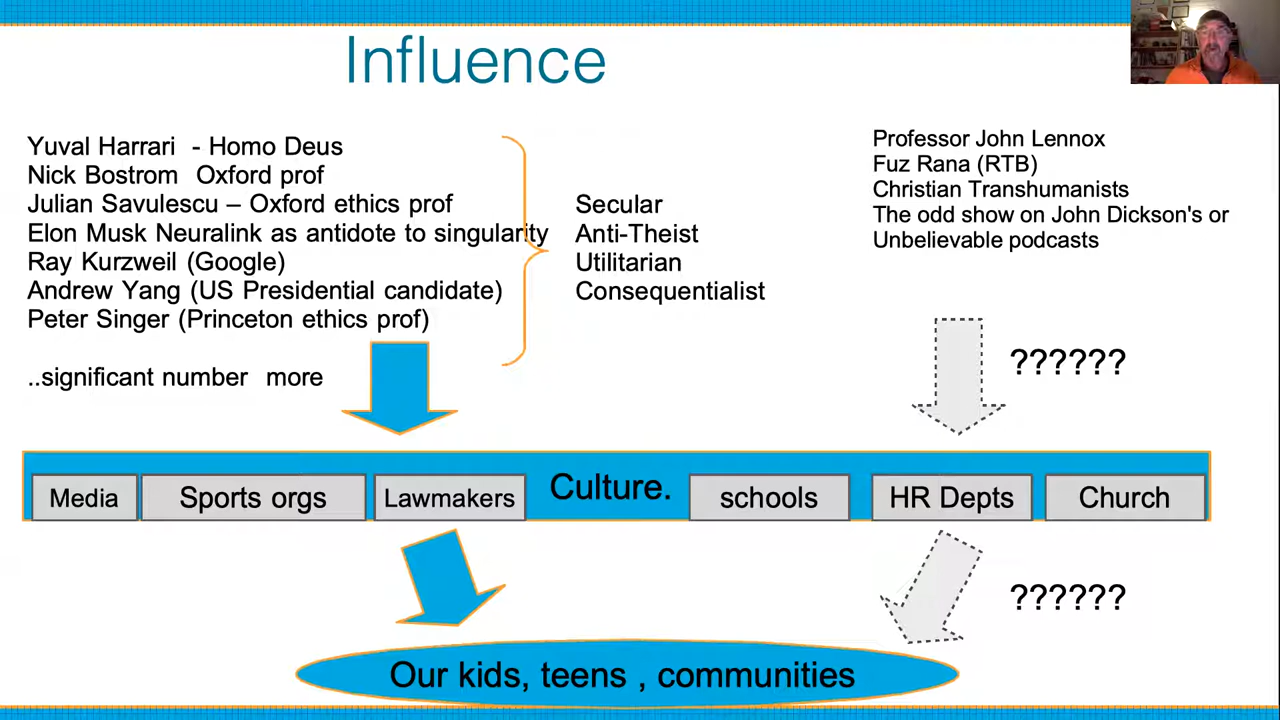 Influence
Yuval Harrari - Homo Deus
Nick Bostrom Oxford prof
Julian Savulescu – Oxford ethics prof
Elon Musk Neuralink as antidote to singularity
Ray Kurzweil (Google)
Andrew Yang (US Presidential candidate)
Peter Singer (Princeton ethics prof)
..significant number more
Secular
Anti-Theist
Utilitarian
Consequentialist
Professor John Lennox
Fuz Rana (RTB)
Christian Transhumanists
The odd show on John Dickson's or
Unbelievable podcasts
??????
Media
Sports orgs
Lawmakers
Culture.
schools
HR Depts
Church
??????
Our kids, teens , communities